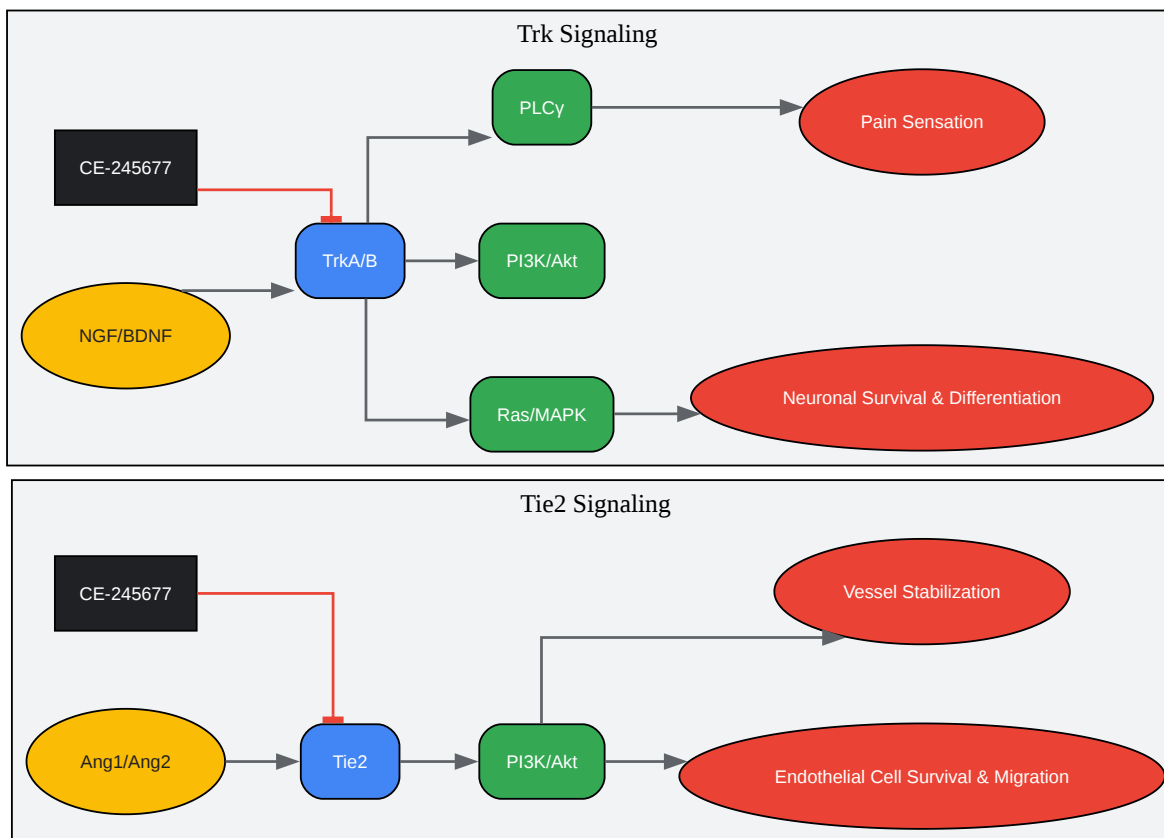 Trk Signaling
PLCγ
Pain Sensation
CE-245677
TrkA/B
PI3K/Akt
NGF/BDNF
Ras/MAPK
Neuronal Survival & Differentiation
Tie2 Signaling
CE-245677
Vessel Stabilization
Ang1/Ang2
Tie2
PI3K/Akt
Endothelial Cell Survival & Migration